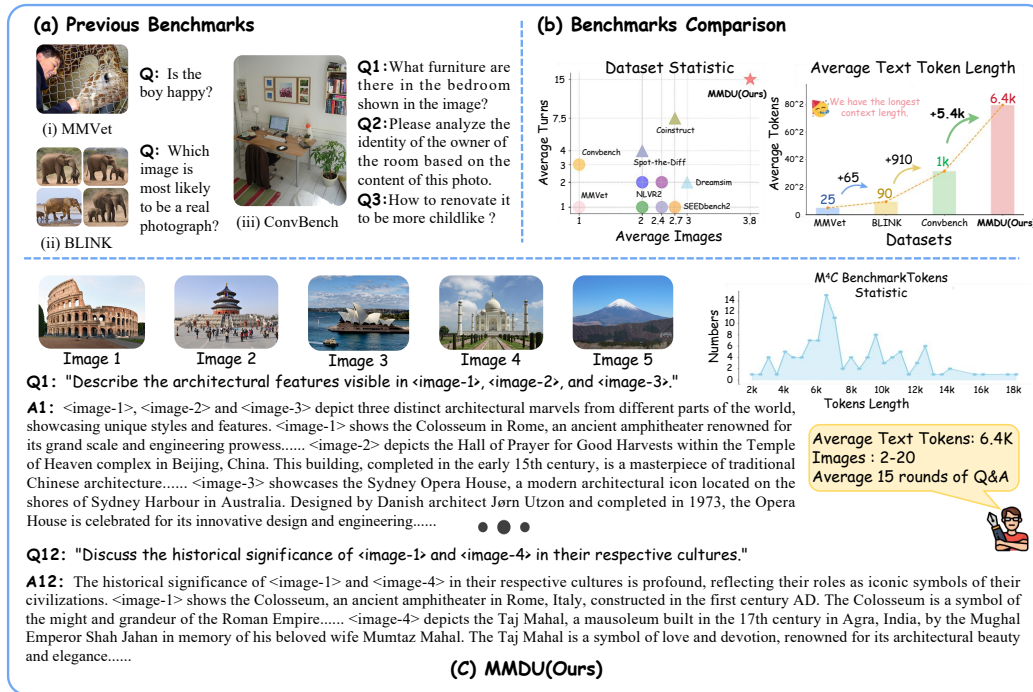 (a) Previous Benchmarks
Q: Is the
boy happy?
(i) MMVet
Q: Which
image is
most likely
to be a real
photograph?
(ii) BLINK
(iii) ConvBench
Q1:What furniture are
there in the bedroom
shown in the image?
Q2: Please analyze the
identity of the owner of
the room based on the
content of this photo.
Q3: How to renovate it
to be more childlike ?
(b) Benchmarks Comparison
Dataset Statistic
Average Turns
15
7.5
4
3
2
1
MMDU(Ours)
Coinstruct
Convbench
Spot-the-Diff
Dreamsim
MMVet
NLVR2
SEEDbench2
1
2
2.4
2.7
3
3.8
Average Images
Average Text Token Length
Average Tokens
80^2
60^2
40^2
20^2
0
We have the longest
context length.
25
+65
90
+910
1k
+5.4k
6.4k
MMVet
BLINK
Convbench
MMDU(Ours)
Datasets
Image 1
Image 2
Image 3
Image 4
Image 5
M⁴C BenchmarkTokens
Statistic
Numbers
14
12
10
8
6
4
2
0
2k
4k
6k
8k
10k
12k
14k
16k
18k
Tokens Length
Average Text Tokens: 6.4K
Images : 2-20
Average 15 rounds of Q&A
Q1: "Describe the architectural features visible in <image-1>, <image-2>, and <image-3>."
A1: <image-1>, <image-2> and <image-3> depict three distinct architectural marvels from different parts of the world,
showcasing unique styles and features. <image-1> shows the Colosseum in Rome, an ancient amphitheater renowned for
its grand scale and engineering prowess...... <image-2> depicts the Hall of Prayer for Good Harvests within the Temple
of Heaven complex in Beijing, China. This building, completed in the early 15th century, is a masterpiece of traditional
Chinese architecture...... <image-3> showcases the Sydney Opera House, a modern architectural icon located on the
shores of Sydney Harbour in Australia. Designed by Danish architect Jørn Utzon and completed in 1973, the Opera
House is celebrated for its innovative design and engineering......
Q12: "Discuss the historical significance of <image-1> and <image-4> in their respective cultures."
A12: The historical significance of <image-1> and <image-4> in their respective cultures is profound, reflecting their roles as iconic symbols of their
civilizations. <image-1> shows the Colosseum, an ancient amphitheater in Rome, Italy, constructed in the first century AD. The Colosseum is a symbol of
the might and grandeur of the Roman Empire...... <image-4> depicts the Taj Mahal, a mausoleum built in the 17th century in Agra, India, by the Mughal
Emperor Shah Jahan in memory of his beloved wife Mumtaz Mahal. The Taj Mahal is a symbol of love and devotion, renowned for its architectural beauty
and elegance......
(C) MMDU(Ours)